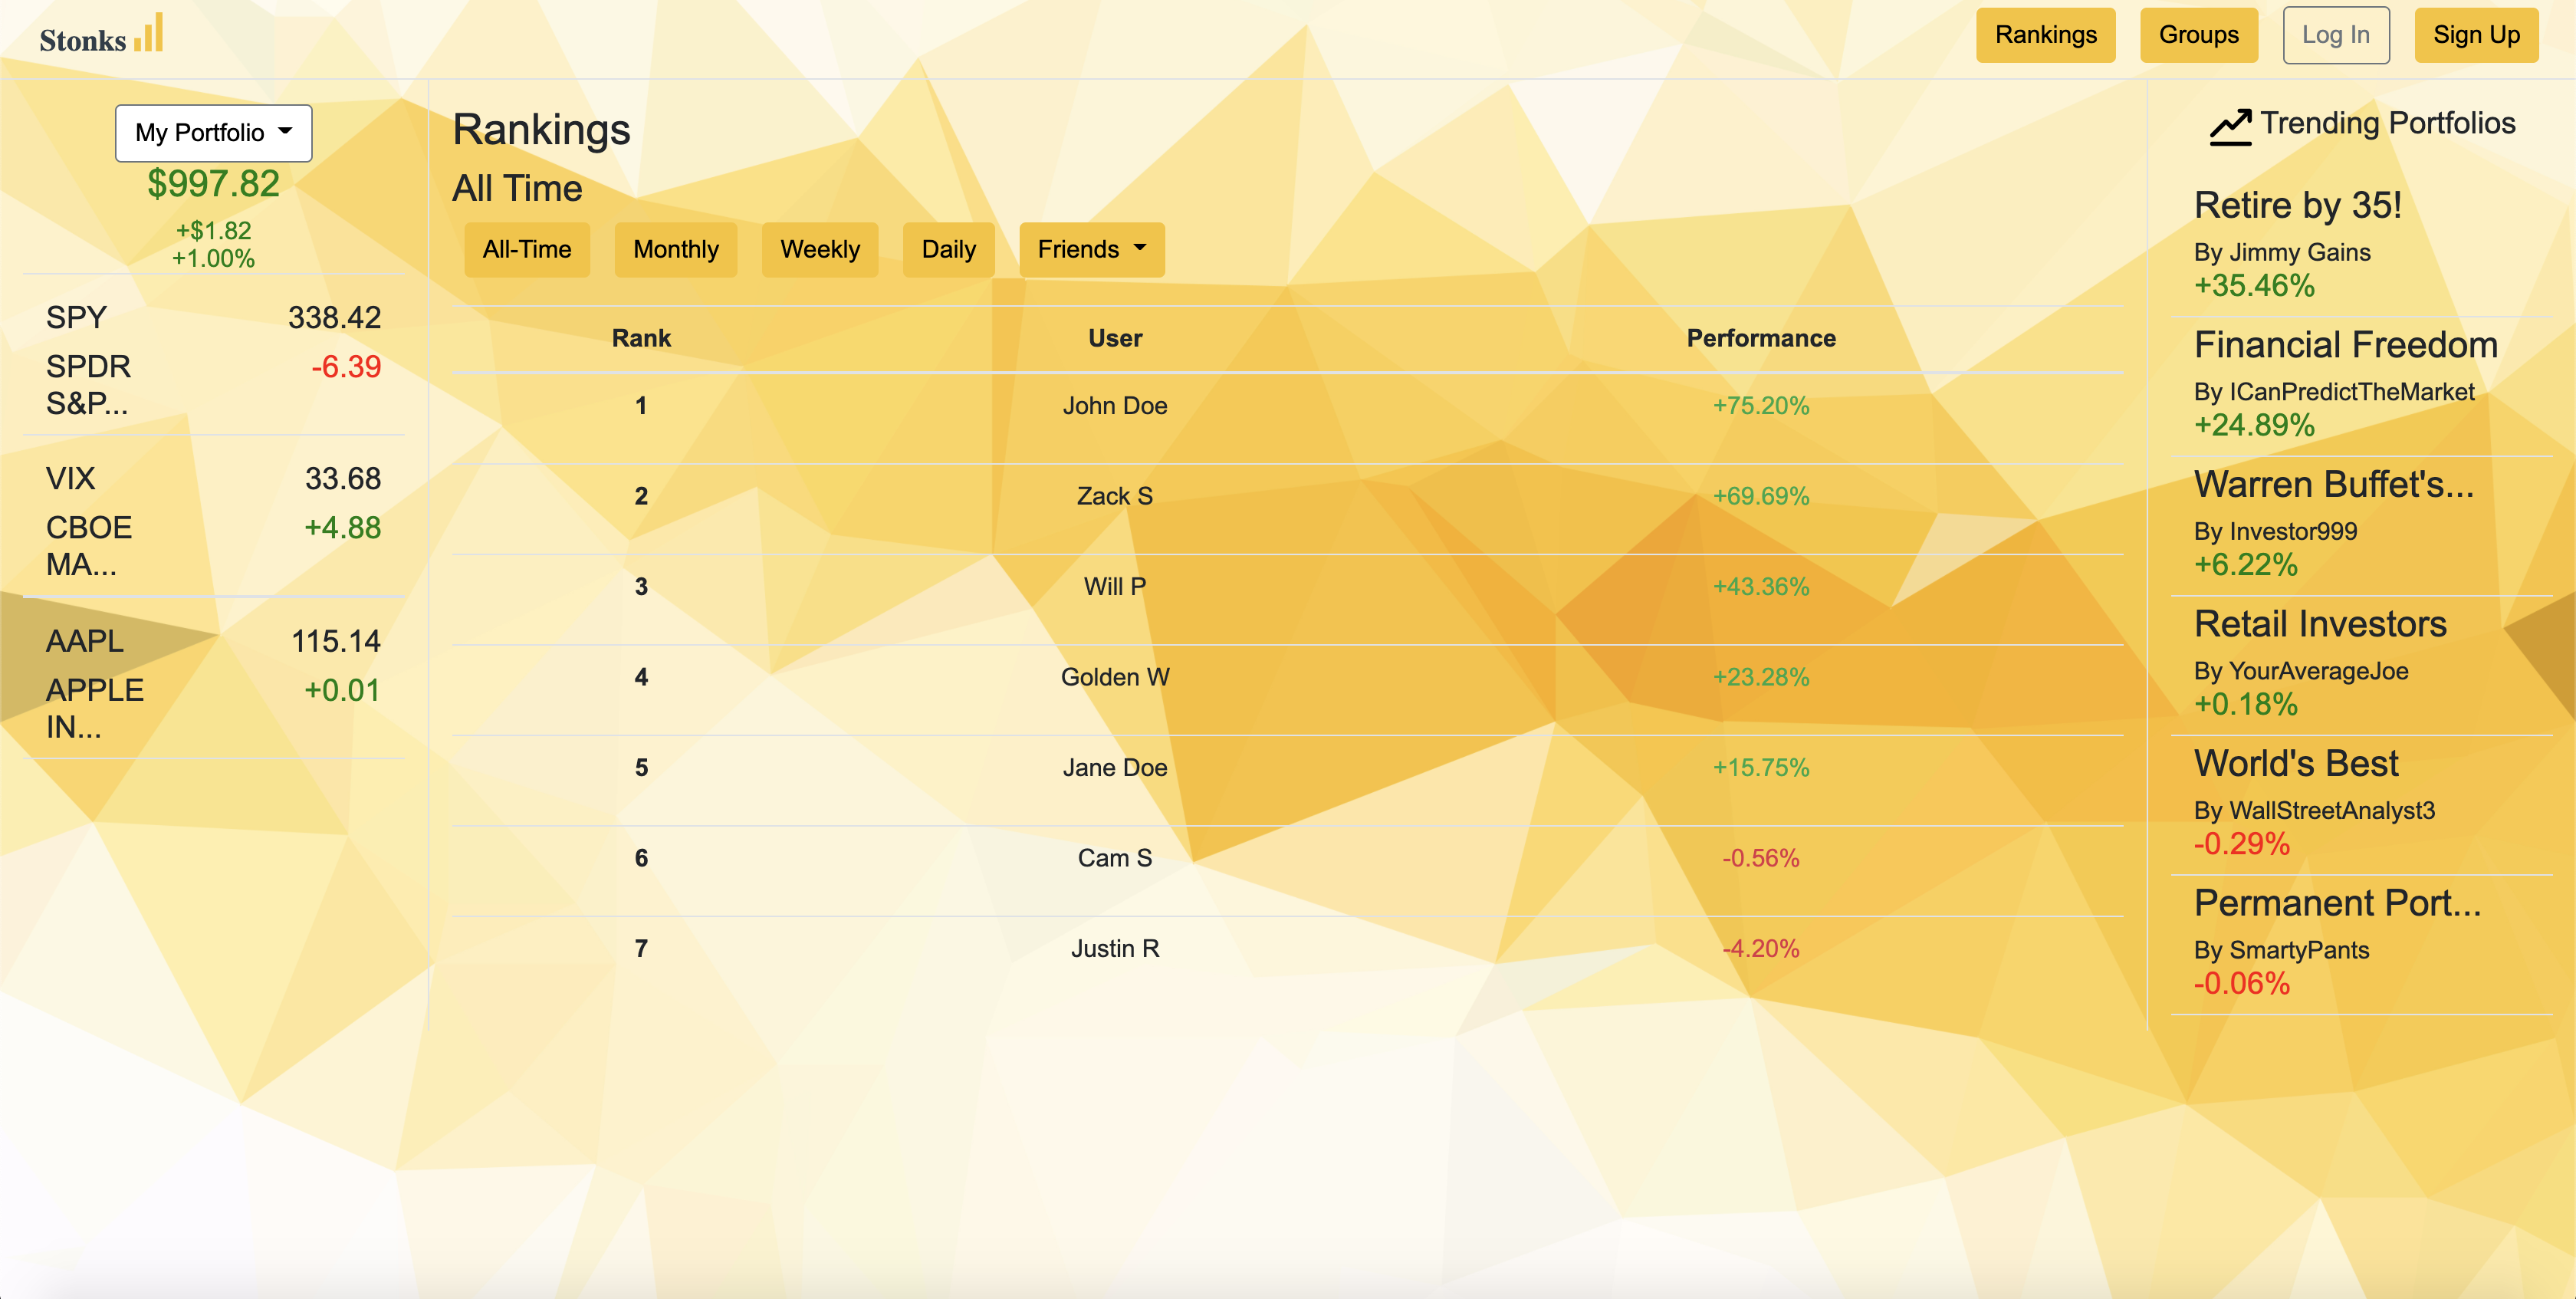 Stonks
Rankings Groups Log In Sign Up
My Portfolio
$997.82
+$1.82
+1.00%
SPY 338.42
SPDR S&P... -6.39
VIX 33.68
CBOE MA... +4.88
AAPL 115.14
APPLE IN... +0.01
Rankings
All Time
All-Time Monthly Weekly Daily Friends
Rank User Performance
1 John Doe +75.20%
2 Zack S +69.69%
3 Will P +43.36%
4 Golden W +23.28%
5 Jane Doe +15.75%
6 Cam S -0.56%
7 Justin R -4.20%
Trending Portfolios
Retire by 35!
By Jimmy Gains
+35.46%
Financial Freedom
By ICanPredictTheMarket
+24.89%
Warren Buffet's...
By Investor999
+6.22%
Retail Investors
By YourAverageJoe
+0.18%
World's Best
By WallStreetAnalyst3
-0.29%
Permanent Port...
By SmartyPants
-0.06%